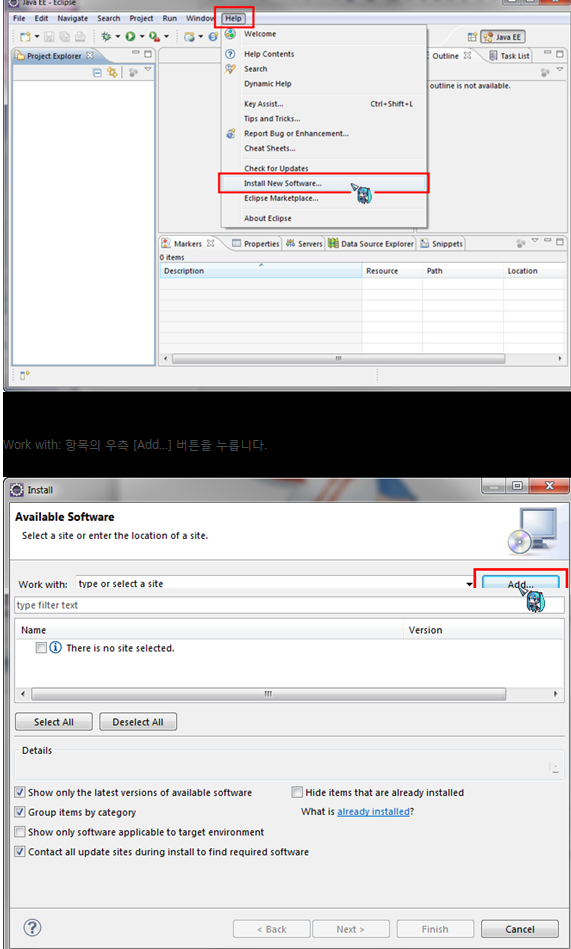 Java EE - Eclipse
File Edit Navigate Search Project Run Window Help
Java EE
Project Explorer
Welcome
Help Contents
Search
Dynamic Help
Key Assist... Ctrl+Shift+L
Tips and Tricks...
Report Bug or Enhancement...
Cheat Sheets...
Check for Updates
Install New Software...
Eclipse Marketplace...
About Eclipse
Outline Task List
outline is not available.
Markers Properties Servers Data Source Explorer Snippets
0 items
Description Resource Path Location
Work with: 항목의 우측 [Add...] 버튼을 누릅니다.
Install
Available Software
Select a site or enter the location of a site.
Work with: type or select a site Add...
type filter text
Name Version
There is no site selected.
Select All Deselect All
Details
Show only the latest versions of available software Hide items that are already installed
Group items by category What is already installed?
Show only software applicable to target environment
Contact all update sites during install to find required software
< Back Next > Finish Cancel